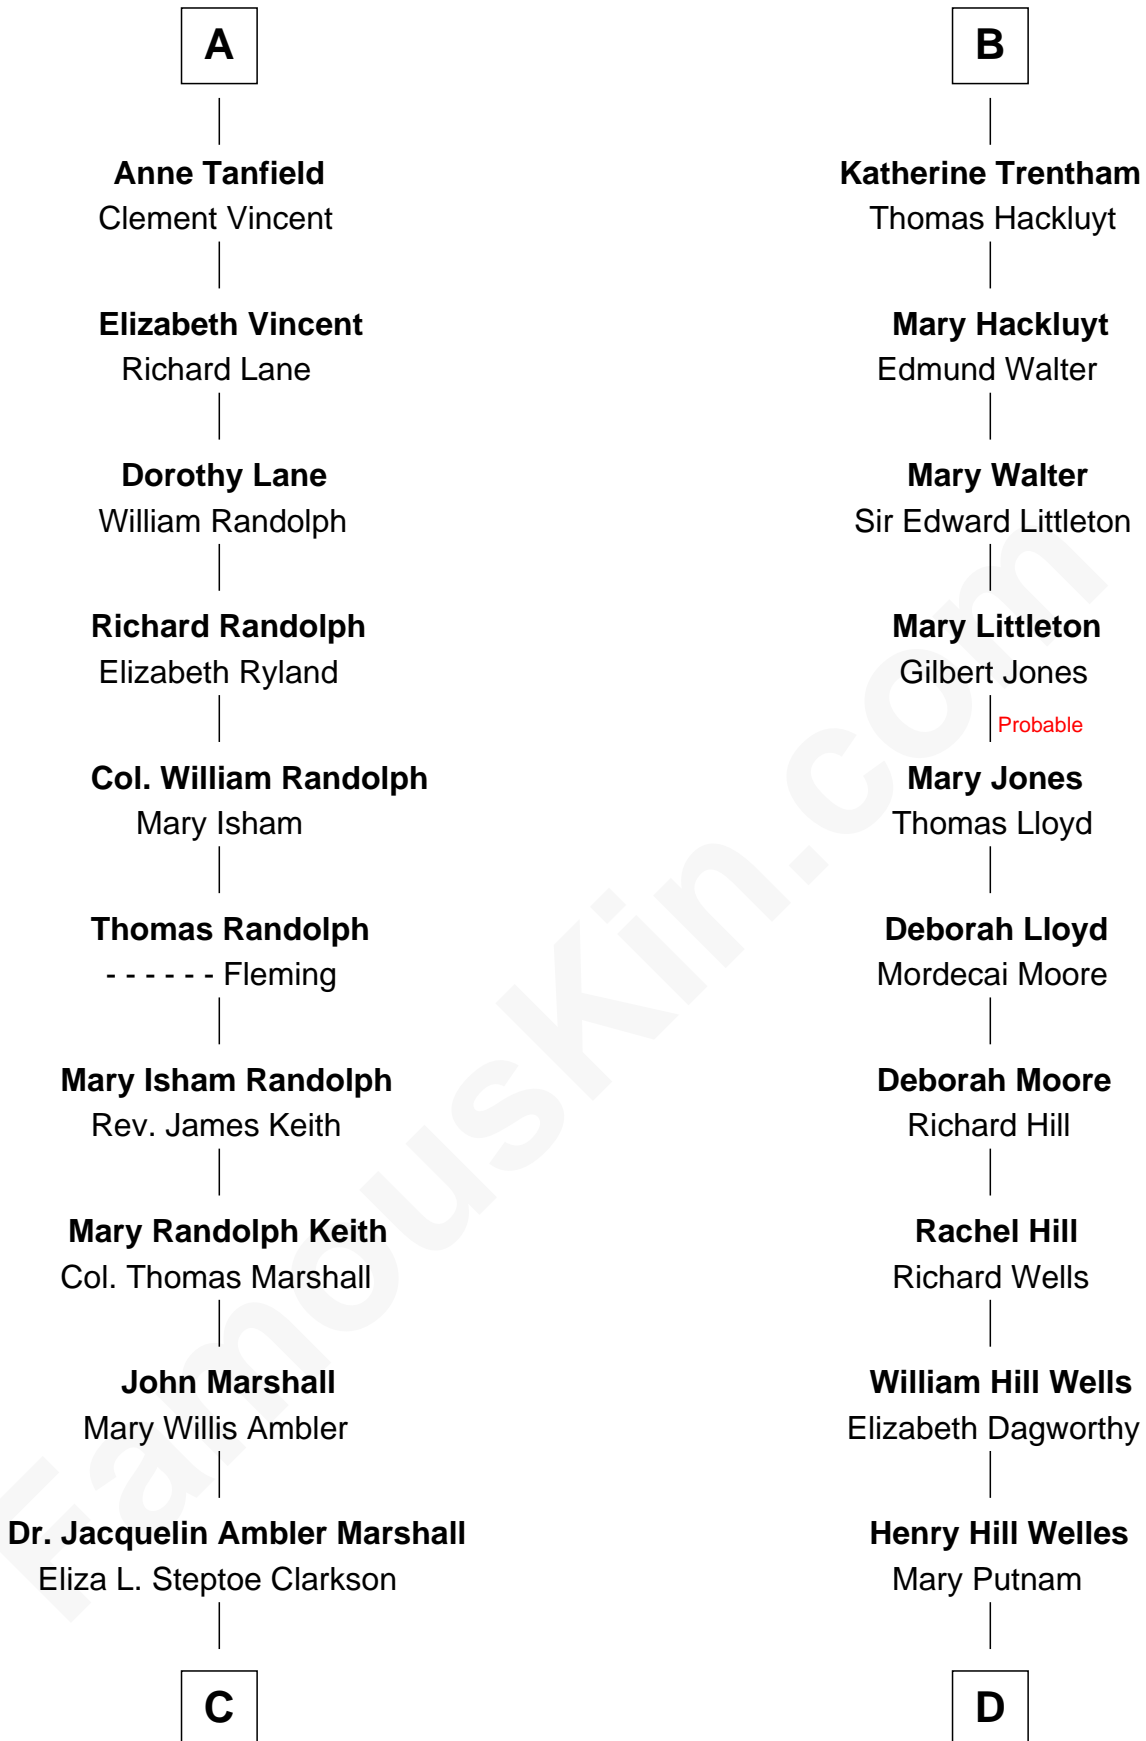 A
Anne Tanfield
Clement Vincent
Elizabeth Vincent
Richard Lane
Dorothy Lane
William Randolph
Richard Randolph
Elizabeth Ryland
Col. William Randolph
Mary Isham
Thomas Randolph
- - - - - - Fleming
Mary Isham Randolph
Rev. James Keith
Mary Randolph Keith
Col. Thomas Marshall
John Marshall
Mary Willis Ambler
Dr. Jacquelin Ambler Marshall
Eliza L. Steptoe Clarkson
C
B
Katherine Trentham
Thomas Hackluyt
Mary Hackluyt
Edmund Walter
Mary Walter
Sir Edward Littleton
Mary Littleton
Gilbert Jones
Probable
Mary Jones
Thomas Lloyd
Deborah Lloyd
Mordecai Moore
Deborah Moore
Richard Hill
Rachel Hill
Richard Wells
William Hill Wells
Elizabeth Dagworthy
Henry Hill Welles
Mary Putnam
D
FamousKin.com